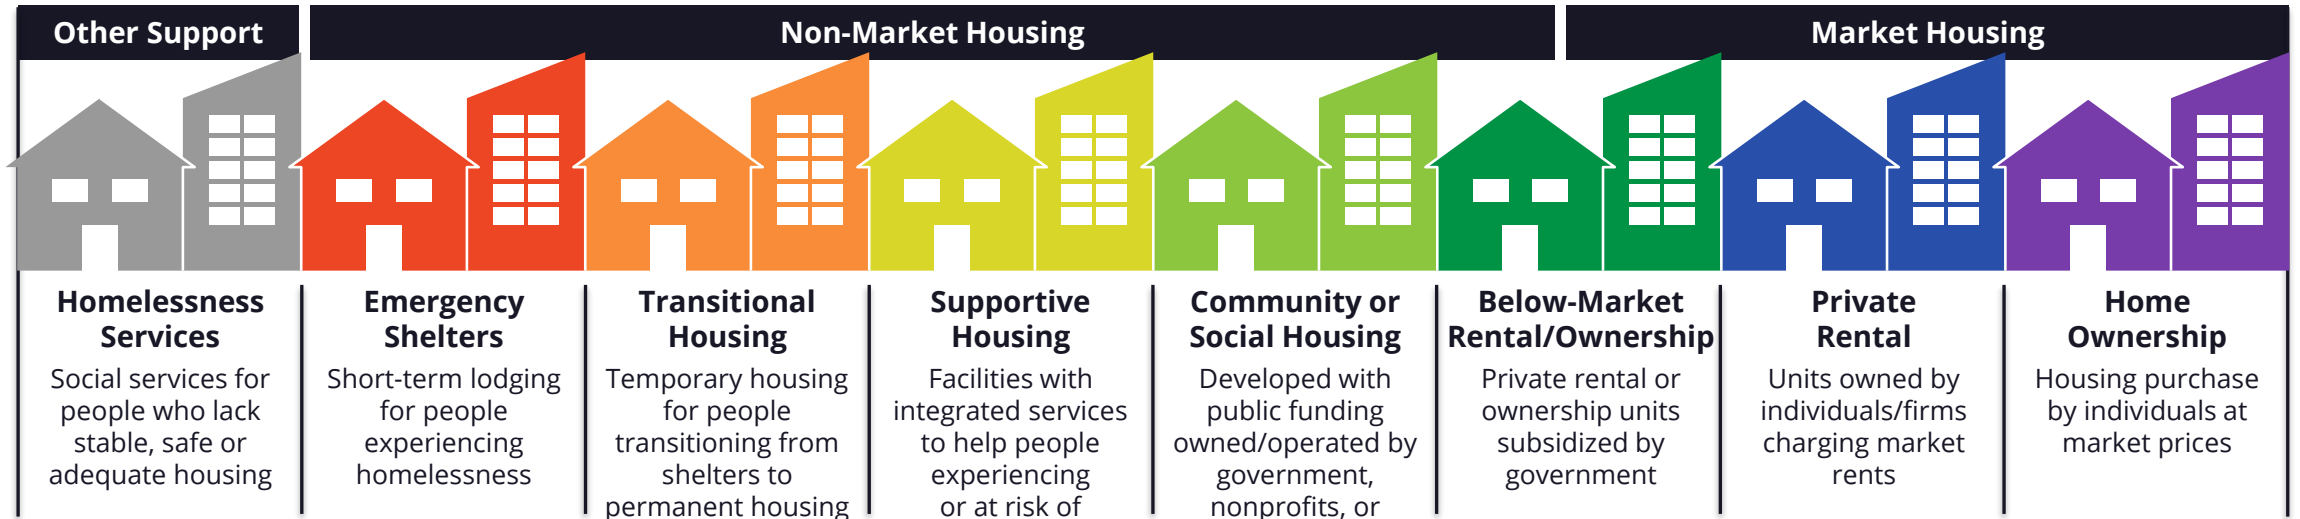 Other Support
Non-Market Housing
Market Housing
Homelessness
Services
Social services for
people who lack
stable, safe or
adequate housing
Emergency
Shelters
Short-term lodging
for people
experiencing
homelessness
Transitional
Housing
Temporary housing
for people
transitioning from
shelters to
permanent housing
Supportive
Housing
Facilities with
integrated services
to help people
experiencing
or at risk of
Community or
Social Housing
Developed with
public funding
owned/operated by
government,
nonprofits, or
Below-Market
Rental/Ownership
Private rental or
ownership units
subsidized by
government
Private
Rental
Units owned by
individuals/firms
charging market
rents
Home
Ownership
Housing purchase
by individuals at
market prices